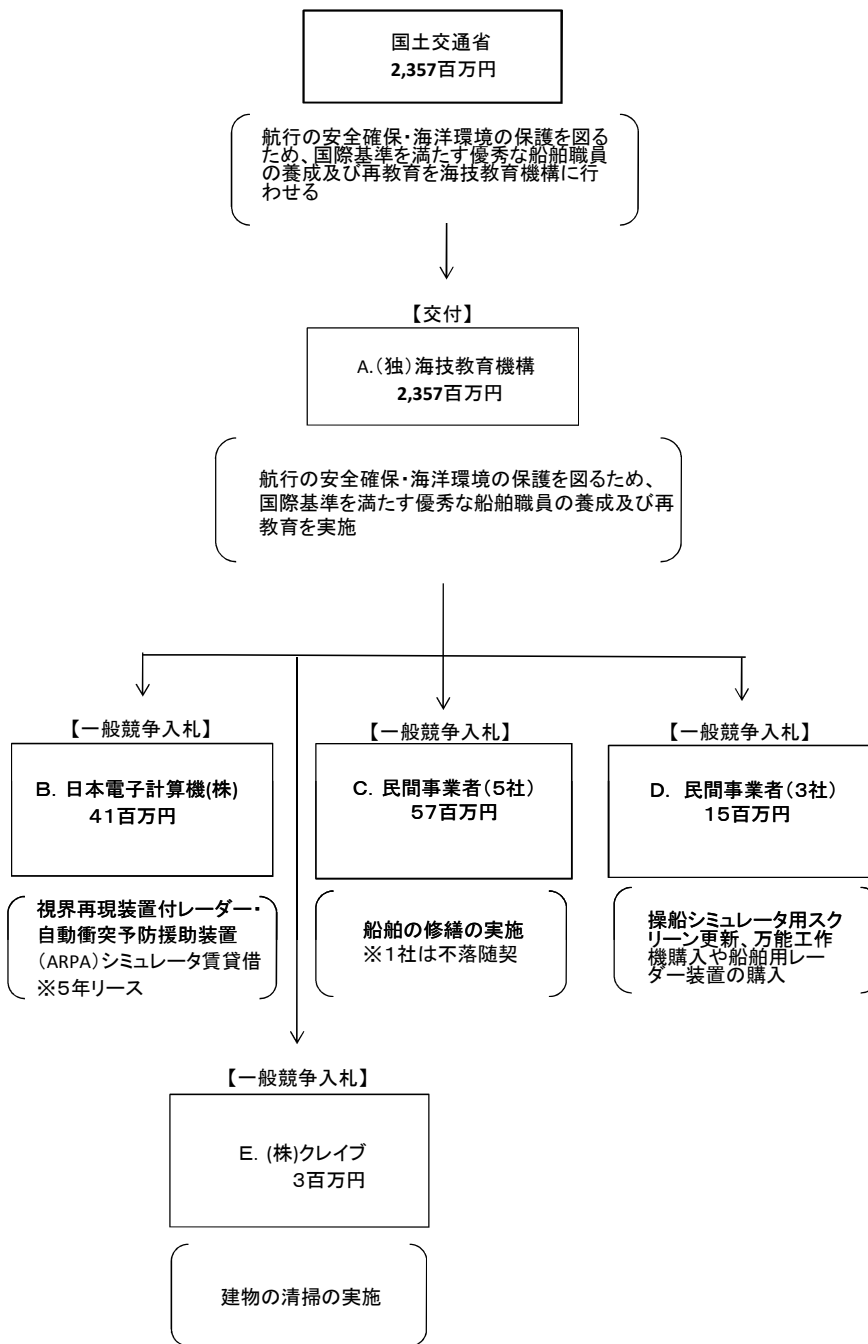 国土交通省
2,357百万円
航行の安全確保・海洋環境の保護を図る
ため、国際基準を満たす優秀な船舶職員
の養成及び再教育を海技教育機構に行
わせる
【交付】
A.(独)海技教育機構
2,357百万円
航行の安全確保・海洋環境の保護を図るため、
国際基準を満たす優秀な船舶職員の養成及び再
教育を実施
【一般競争入札】
B. 日本電子計算機(株)
41百万円
視界再現装置付レーダー・
自動衝突予防援助装置
(ARPA)シミュレータ賃貸借
※5年リース
【一般競争入札】
C. 民間事業者(5社)
57百万円
船舶の修繕の実施
※1社は不落随契
【一般競争入札】
D. 民間事業者(3社)
15百万円
操船シミュレータ用スク
リーン更新、万能工作
機購入や船舶用レー
ダー装置の購入
【一般競争入札】
E. (株)クレイブ
3百万円
建物の清掃の実施